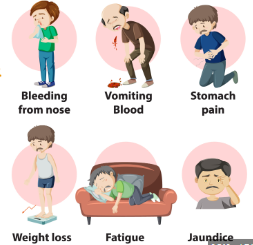 Bleeding
from nose
Vomiting
Blood
Stomach
pain
Weight loss
Fatigue
Jaundice